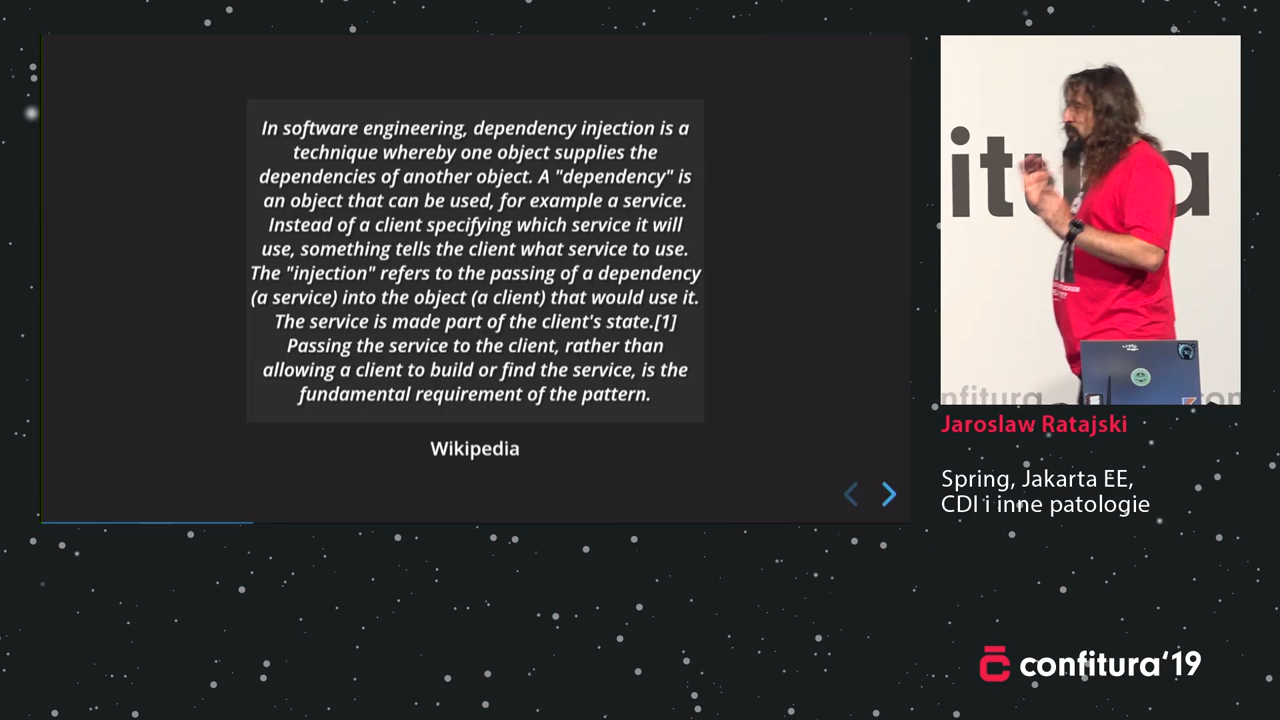 In software engineering, dependency injection is a
technique whereby one object supplies the
dependencies of another object. A "dependency" is
an object that can be used, for example a service.
Instead of a client specifying which service it will
use, something tells the client what service to use.
The "injection" refers to the passing of a dependency
(a service) into the object (a client) that would use it.
The service is made part of the client's state.[1]
Passing the service to the client, rather than
allowing a client to build or find the service, is the
fundamental requirement of the pattern.
Wikipedia
itura
nfitura
con
Jaroslaw Ratajski
Spring, Jakarta EE,
CDI i inne patologie
confitura'19